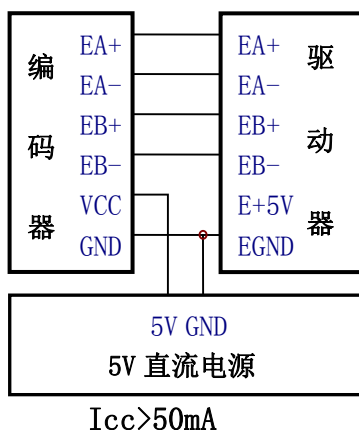 编码器
EA+
EA-
EB+
EB-
VCC
GND
EA+
EA-
EB+
EB-
E+5V
EGND
驱动器
5V GND
5V 直流电源
Icc>50mA